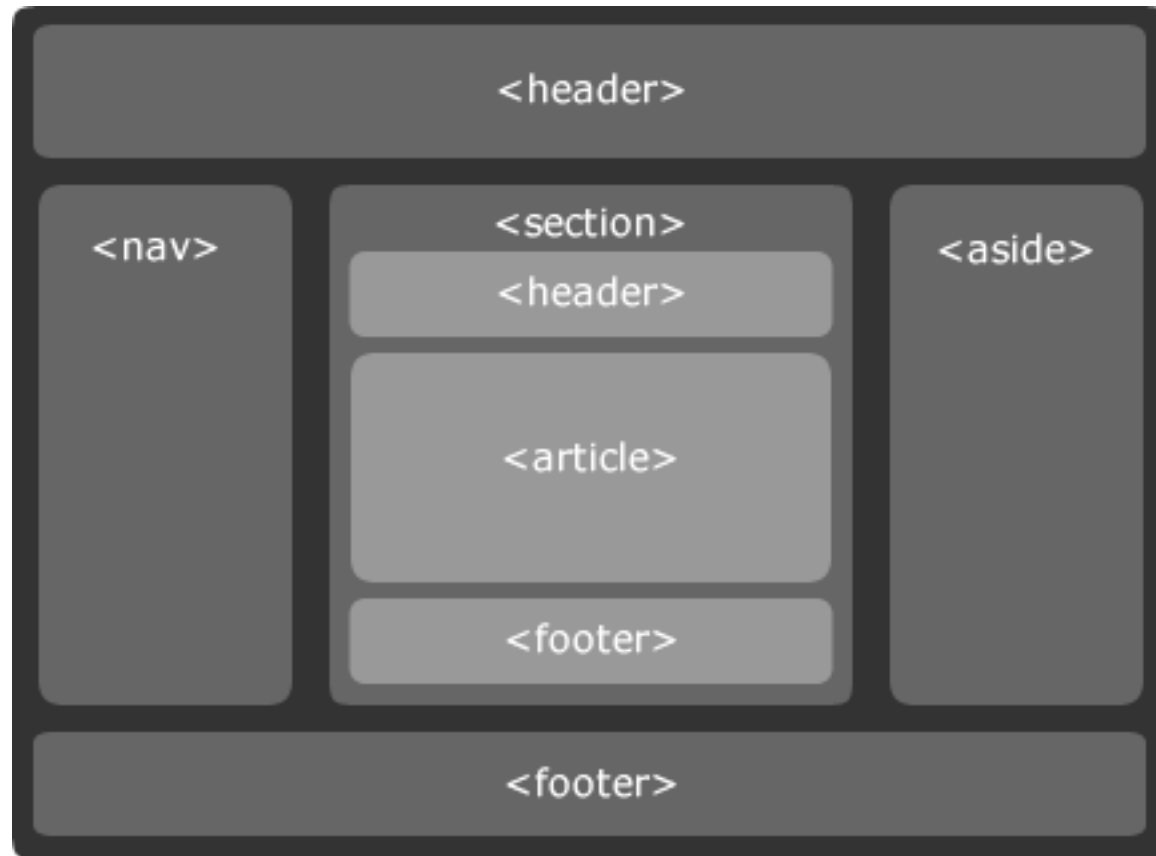 <header>
<nav>
<section>
<header>
<article>
<footer>
<aside>
<footer>